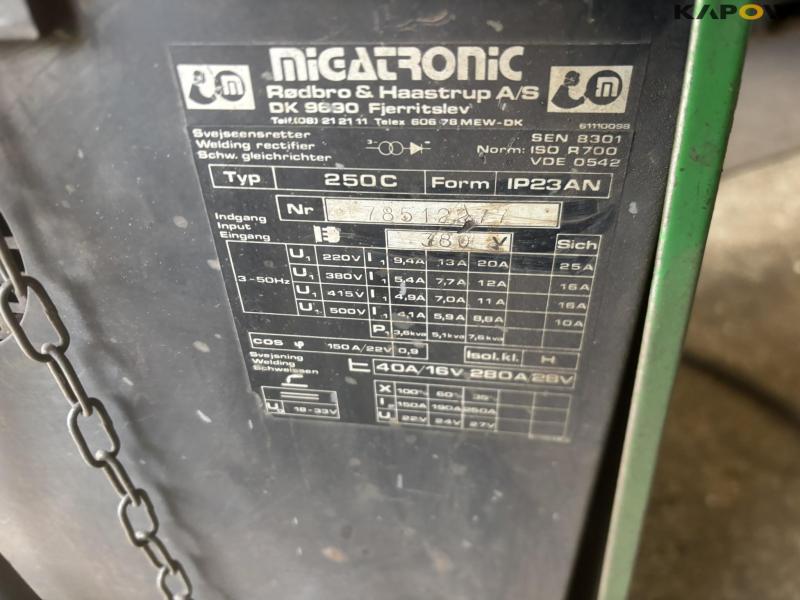 KAPOW
MIGATRONIC
Rødbro & Haastrup A/S
DK 9690 Fjerritslev
Telf.(08) 21 21 11 Telex 606 78 MEW-DK
61110098
Svejseensretter
Welding rectifier
Schw. gleichrichter
3~
SEN 8301
Norm: ISO R700
VDE 0542
Typ 250C Form IP23AN
Indgang
Input
Eingang
Nr
380 V Sich
3~50Hz
U1 220V I1 9,4A 13A 20A 25A
U1 380V I1 5,4A 7,7A 12A 16A
U1 415V I1 4,9A 7,0A 11A 16A
U1 500V I1 4,1A 5,9A 8,8A 10A
P1 3,6kva 5,1kva 7,6kva
cos φ 150A/22V 0,9 Isol.kl. H
Svejsning
Welding
Schweissen
40A/16V 280A/28V
U 18-33V
X 100% 60% 35%
I 150A 190A 250A
U 22V 24V 27V